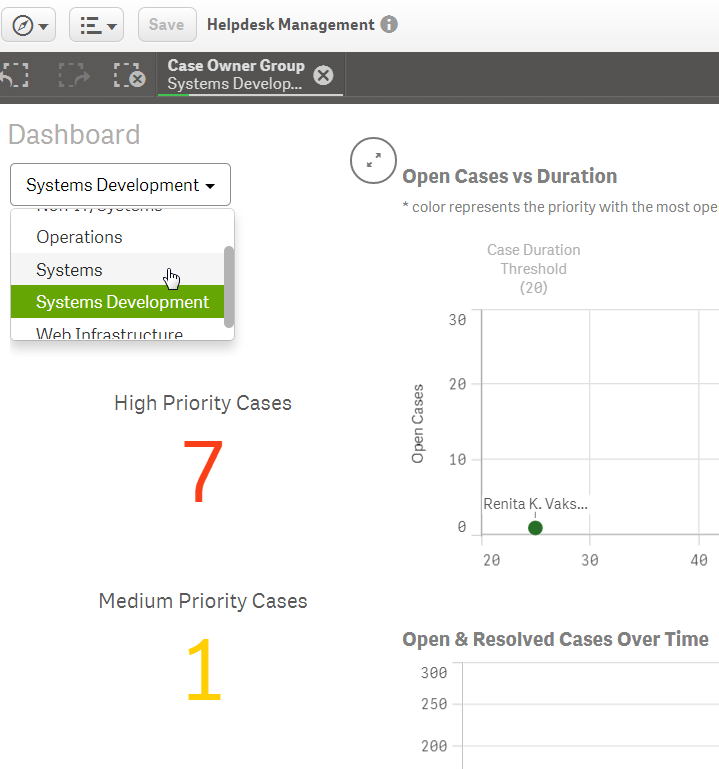 Save
Helpdesk Management
Case Owner Group
Systems Develop...
Dashboard
Systems Development
Non-IT/Systems
Operations
Systems
Systems Development
Web Infrastructure
High Priority Cases
7
Medium Priority Cases
1
Open Cases vs Duration
* color represents the priority with the most ope
Case Duration
Threshold
(20)
30
20
10
0
Open Cases
Renita K. Vaks...
20 30 40
Open & Resolved Cases Over Time
300
250
200